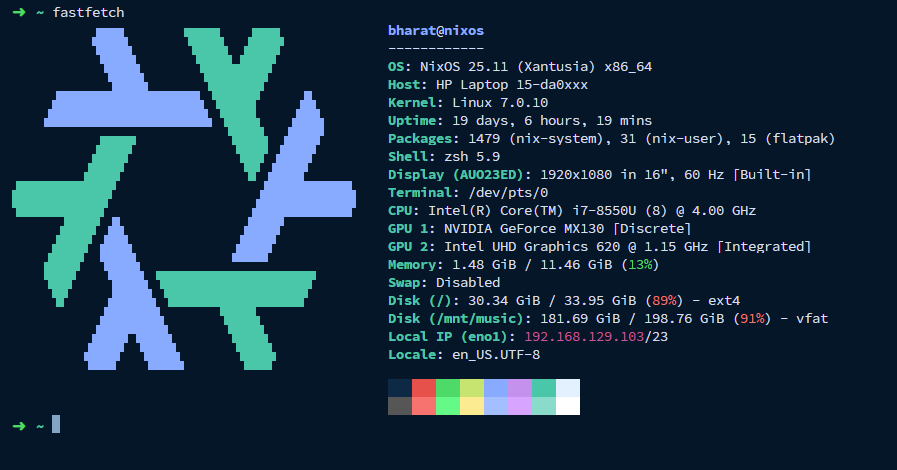 ➜ ~ fastfetch
bharat@nixos
------------
OS: NixOS 25.11 (Xantusia) x86_64
Host: HP Laptop 15-da0xxx
Kernel: Linux 7.0.10
Uptime: 19 days, 6 hours, 19 mins
Packages: 1479 (nix-system), 31 (nix-user), 15 (flatpak)
Shell: zsh 5.9
Display (AUO23ED): 1920x1080 in 16", 60 Hz [Built-in]
Terminal: /dev/pts/0
CPU: Intel(R) Core(TM) i7-8550U (8) @ 4.00 GHz
GPU 1: NVIDIA GeForce MX130 [Discrete]
GPU 2: Intel UHD Graphics 620 @ 1.15 GHz [Integrated]
Memory: 1.48 GiB / 11.46 GiB (13%)
Swap: Disabled
Disk (/): 30.34 GiB / 33.95 GiB (89%) - ext4
Disk (/mnt/music): 181.69 GiB / 198.76 GiB (91%) - vfat
Local IP (eno1): 192.168.129.103/23
Locale: en_US.UTF-8
➜ ~